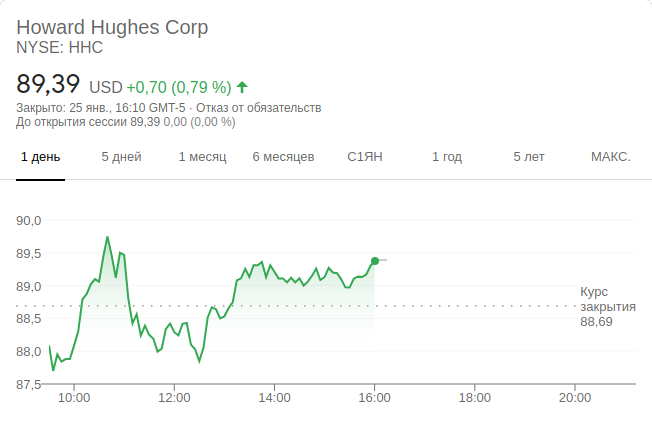 Howard Hughes Corp
NYSE: HHC
89,39 USD +0,70 (0,79 %)
Закрыто: 25 янв., 16:10 GMT-5 · Отказ от обязательств
До открытия сессии 89,39 0,00 (0,00 %)
1 день 5 дней 1 месяц 6 месяцев С1ЯН 1 год 5 лет МАКС.
90,0
89,5
89,0
88,5
88,0
87,5
Курс
закрытия
88,69
10:00 12:00 14:00 16:00 18:00 20:00